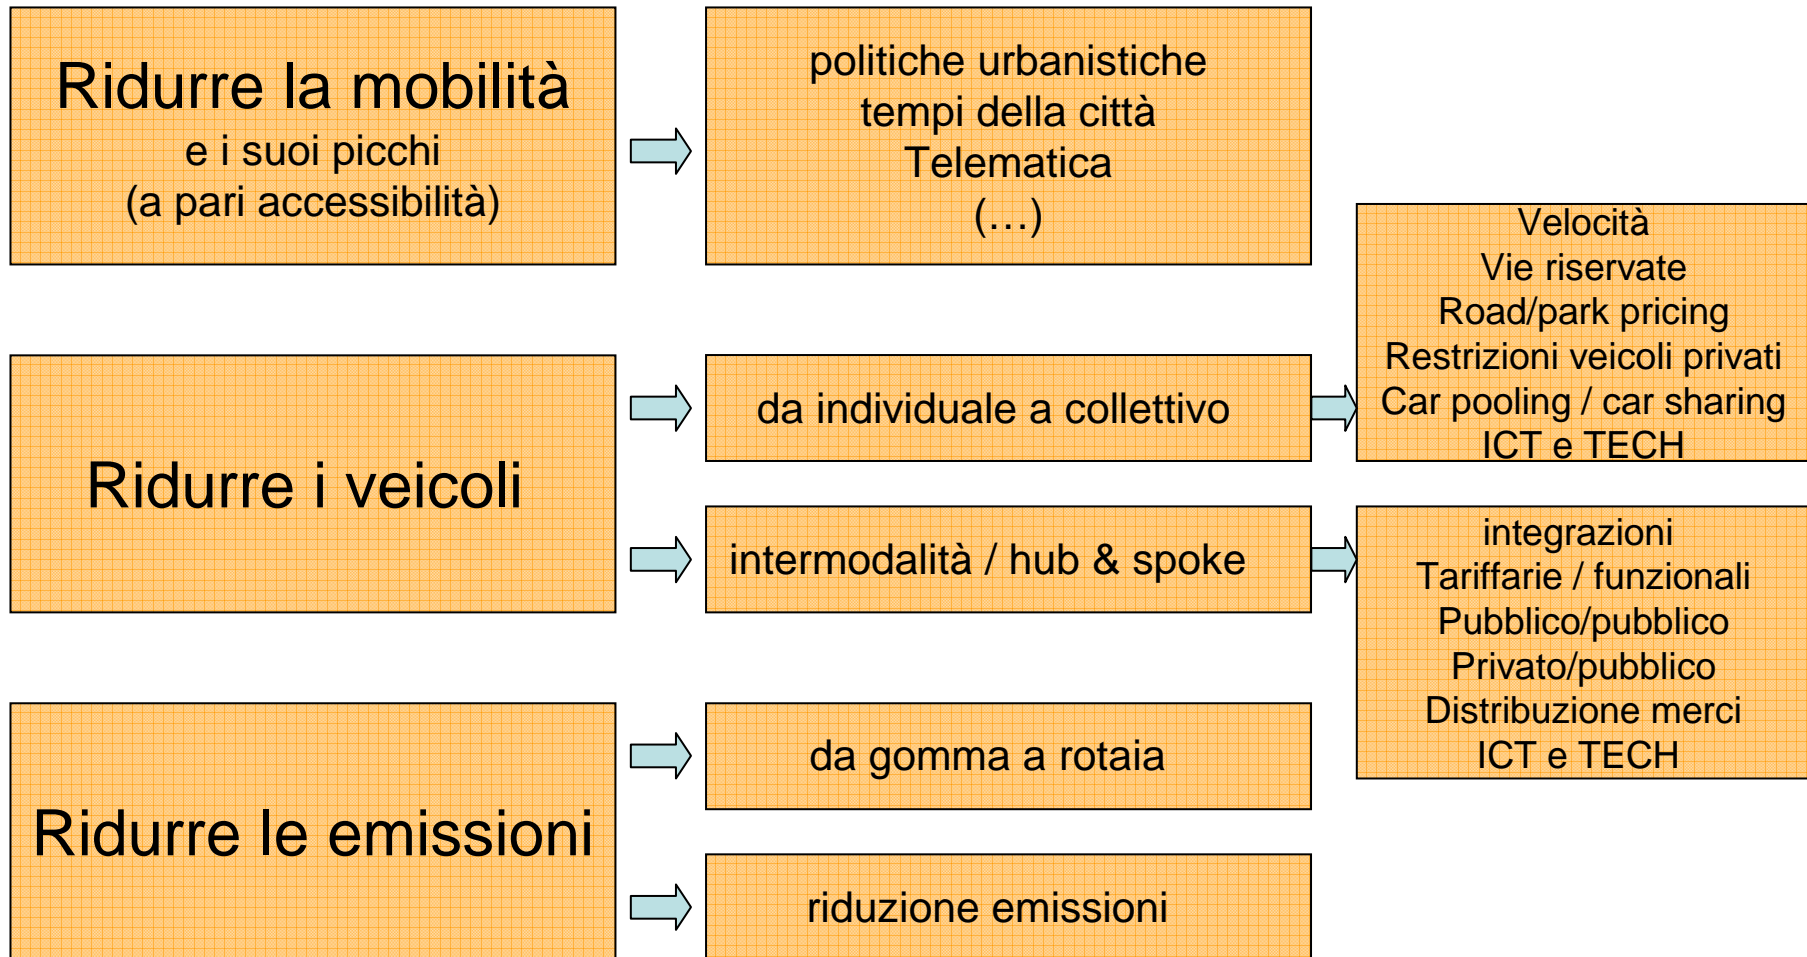 Ridurre la mobilità
e i suoi picchi
(a pari accessibilità)
politiche urbanistiche
tempi della città
Telematica
(…)
Ridurre i veicoli
da individuale a collettivo
Velocità
Vie riservate
Road/park pricing
Restrizioni veicoli privati
Car pooling / car sharing
ICT e TECH
intermodalità / hub & spoke
integrazioni
Tariffarie / funzionali
Pubblico/pubblico
Privato/pubblico
Distribuzione merci
ICT e TECH
Ridurre le emissioni
da gomma a rotaia
riduzione emissioni